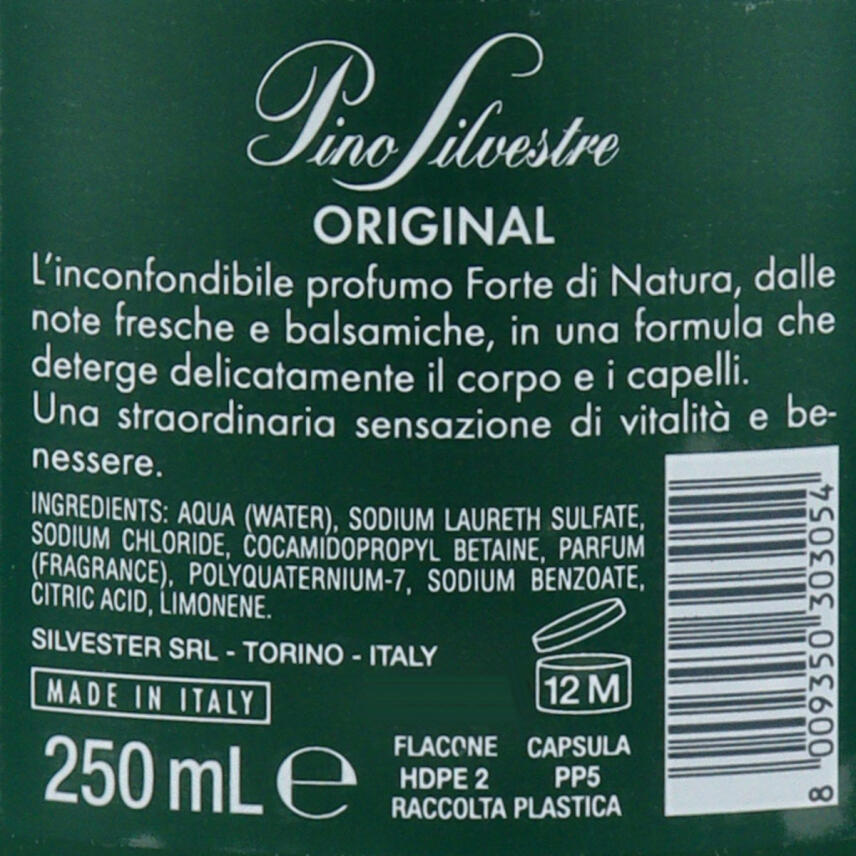 Pino Silvestre
ORIGINAL
L'inconfondibile profumo Forte di Natura, dalle
note fresche e balsamiche, in una formula che
deterge delicatamente il corpo e i capelli.
Una straordinaria sensazione di vitalità e be-
nessere.
INGREDIENTS: AQUA (WATER), SODIUM LAURETH SULFATE,
SODIUM CHLORIDE, COCAMIDOPROPYL BETAINE, PARFUM
(FRAGRANCE), POLYQUATERNIUM-7, SODIUM BENZOATE,
CITRIC ACID, LIMONENE.
SILVESTER SRL - TORINO - ITALY
MADE IN ITALY
12 M
250 mL e
FLACONE CAPSULA
HDPE 2 PP5
RACCOLTA PLASTICA
8 009350 303054